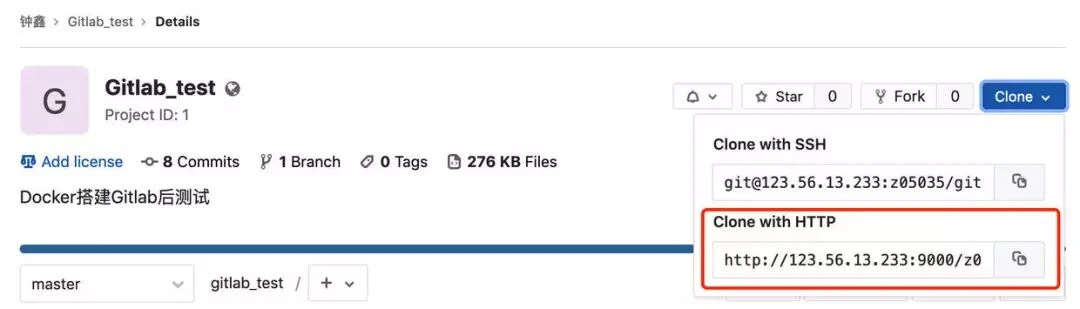 钟鑫 > Gitlab_test > Details
G
Gitlab_test
Project ID: 1
Star 0
Fork 0
Clone
Add license
8 Commits
1 Branch
0 Tags
276 KB Files
Docker搭建Gitlab后测试
Clone with SSH
git@123.56.13.233:z05035/git
Clone with HTTP
http://123.56.13.233:9000/z0
master
gitlab_test / +